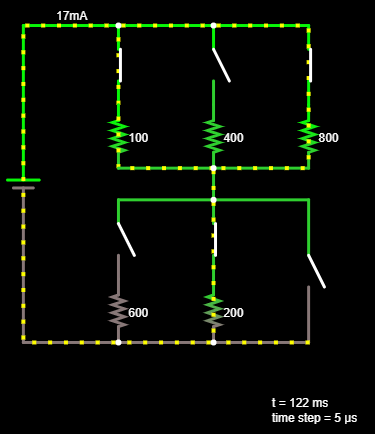 17mA
100 400 800
600 200
t = 122 ms
time step = 5 µs